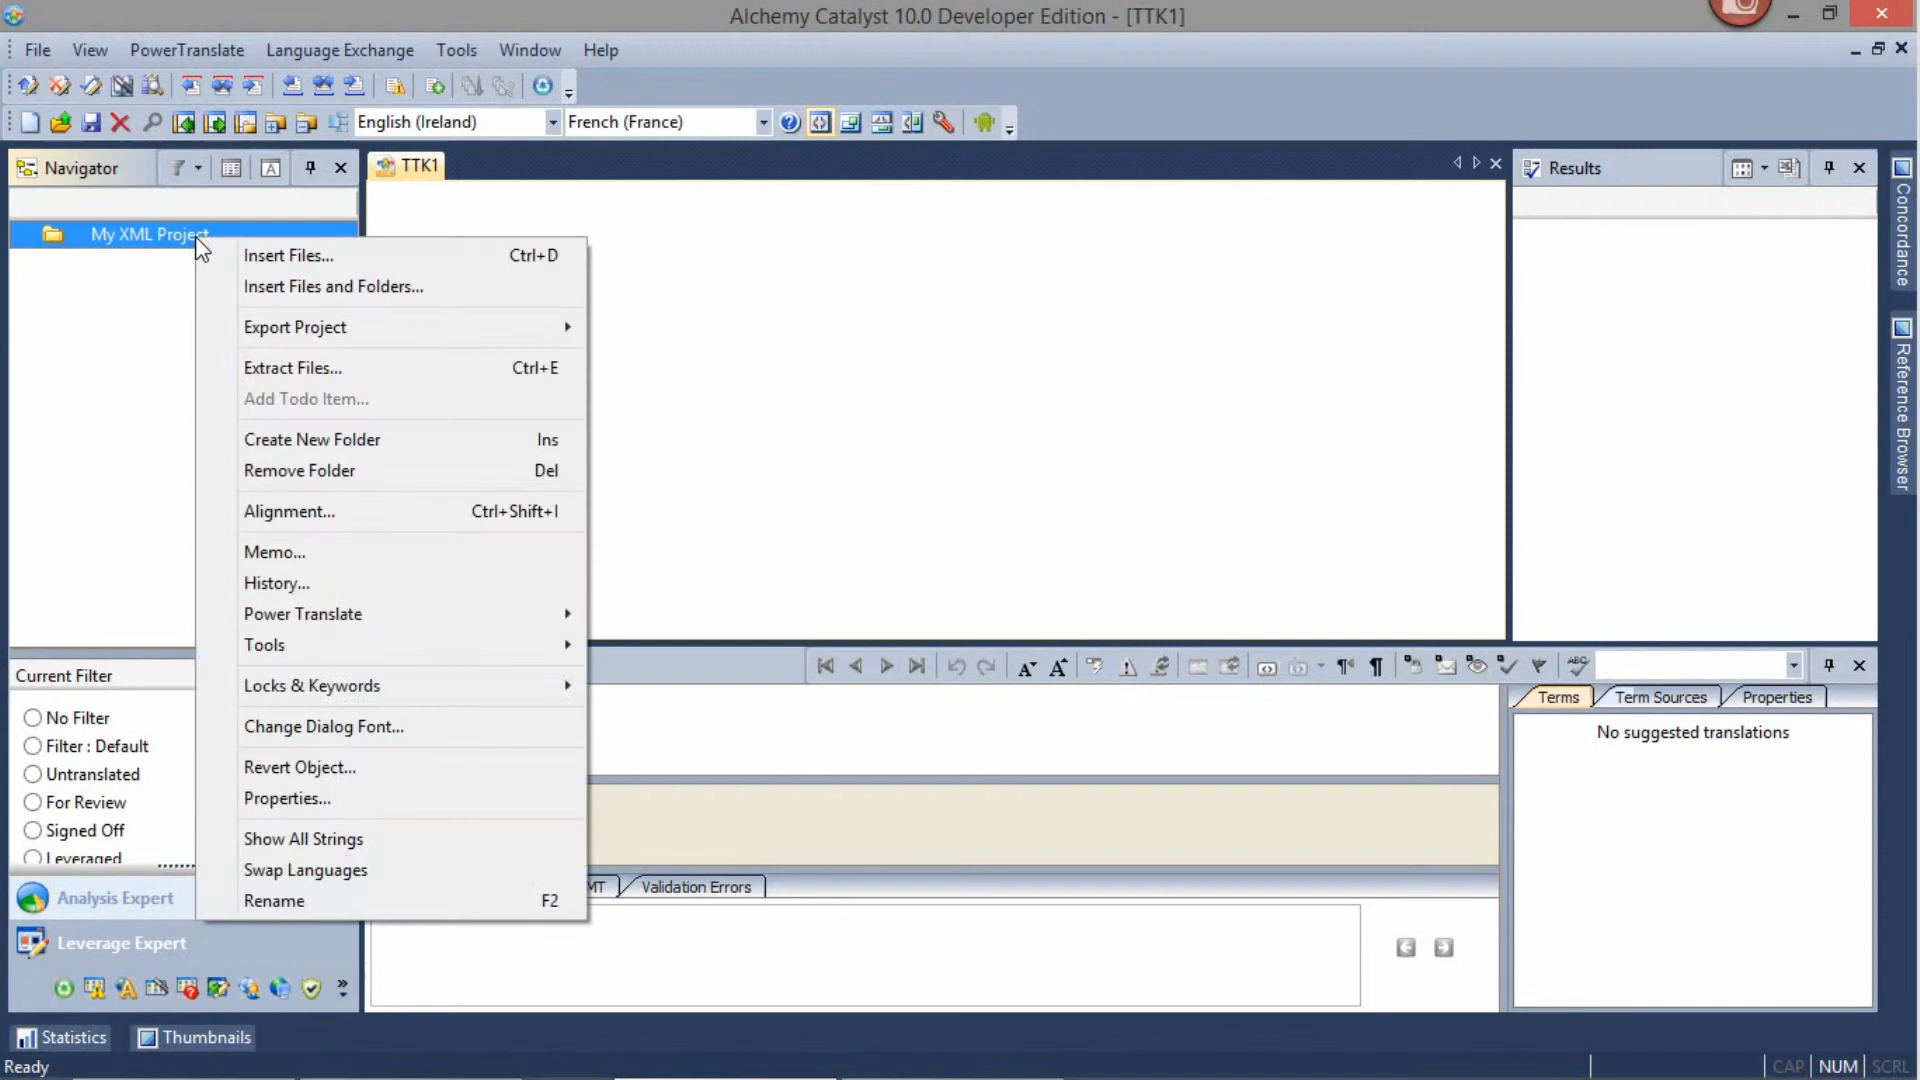 Alchemy Catalyst 10.0 Developer Edition - [TTK1]
File View PowerTranslate Language Exchange Tools Window Help
English (Ireland) French (France)
Navigator
TTK1
Results
My XML Project
Insert Files... Ctrl+D
Insert Files and Folders...
Export Project
Extract Files... Ctrl+E
Add Todo Item...
Create New Folder Ins
Remove Folder Del
Alignment... Ctrl+Shift+I
Memo...
History...
Power Translate
Tools
Locks & Keywords
Change Dialog Font...
Revert Object...
Properties...
Show All Strings
Swap Languages
Rename F2
Concordance
Reference Browser
Current Filter
No Filter
Filter : Default
Untranslated
For Review
Signed Off
Leveraged
Analysis Expert
Leverage Expert
ABC
Terms Term Sources Properties
No suggested translations
MT Validation Errors
Statistics Thumbnails
Ready
CAP NUM SCRL